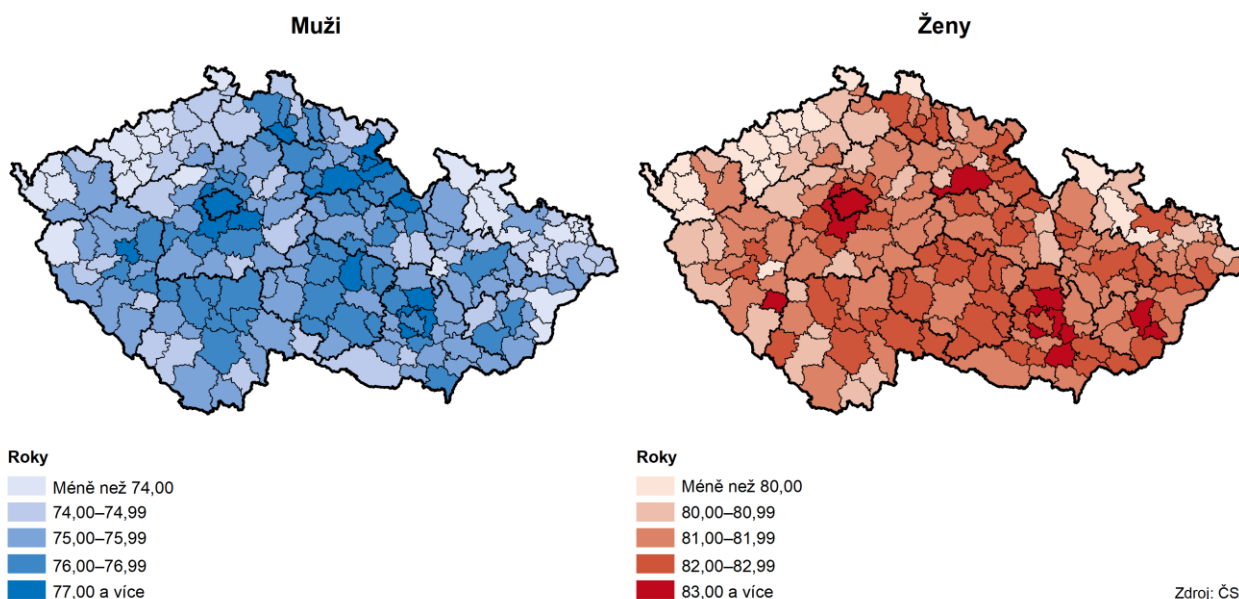 Muži
Ženy
Roky
Méně než 74,00
74,00–74,99
75,00–75,99
76,00–76,99
77,00 a více
Roky
Méně než 80,00
80,00–80,99
81,00–81,99
82,00–82,99
83,00 a více
Zdroj: ČS